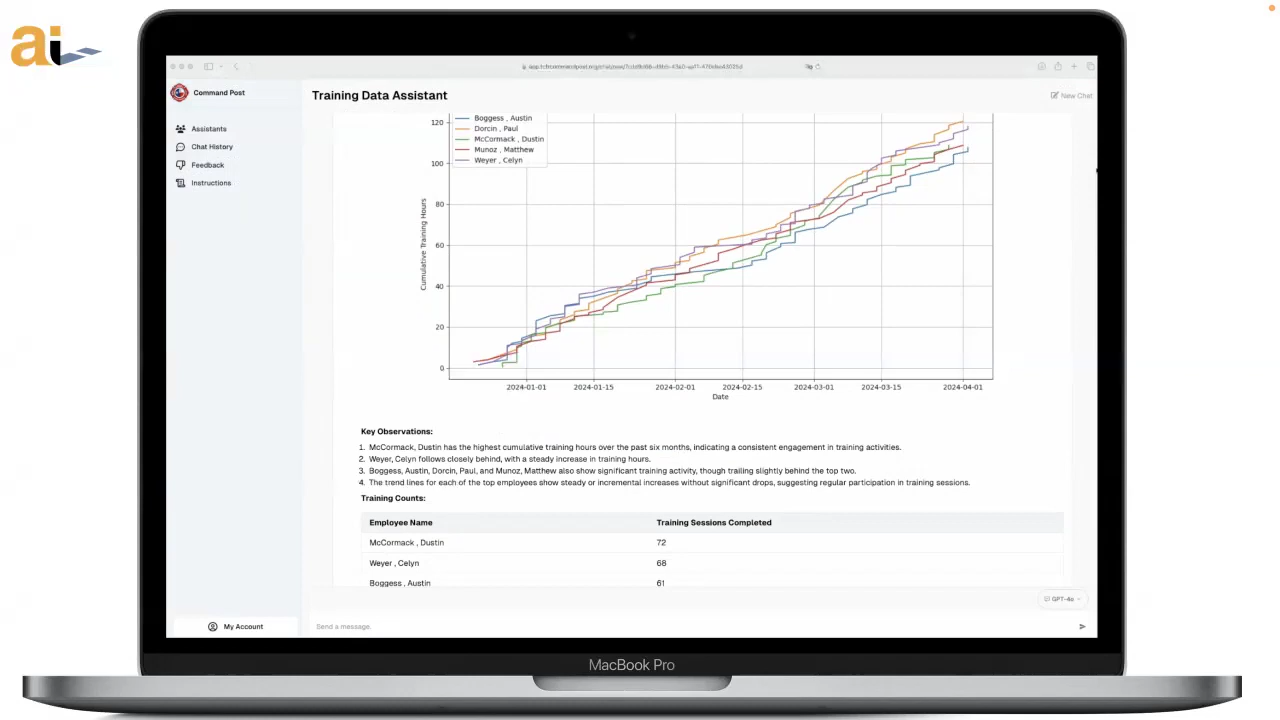 ai
Command Post
Training Data Assistant
New Chat
Assistants
Chat History
Feedback
Instructions
Boggess , Austin
Dorcin , Paul
McCormack , Dustin
Munoz , Matthew
Weyer , Celyn
120
100
80
60
40
20
0
Cumulative Training Hours
2024-01-01 2024-01-15 2024-02-01 2024-02-15 2024-03-01 2024-03-15 2024-04-01
Date
Key Observations:
1. McCormack, Dustin has the highest cumulative training hours over the past six months, indicating a consistent engagement in training activities.
2. Weyer, Celyn follows closely behind, with a steady increase in training hours.
3. Boggess, Austin, Dorcin, Paul, and Munoz, Matthew also show significant training activity, though trailing slightly behind the top two.
4. The trend lines for each of the top employees show steady or incremental increases without significant drops, suggesting regular participation in training sessions.
Training Counts:
Employee Name Training Sessions Completed
McCormack , Dustin 72
Weyer , Celyn 68
Boggess , Austin 61
GPT-4o
My Account
Send a message.
MacBook Pro